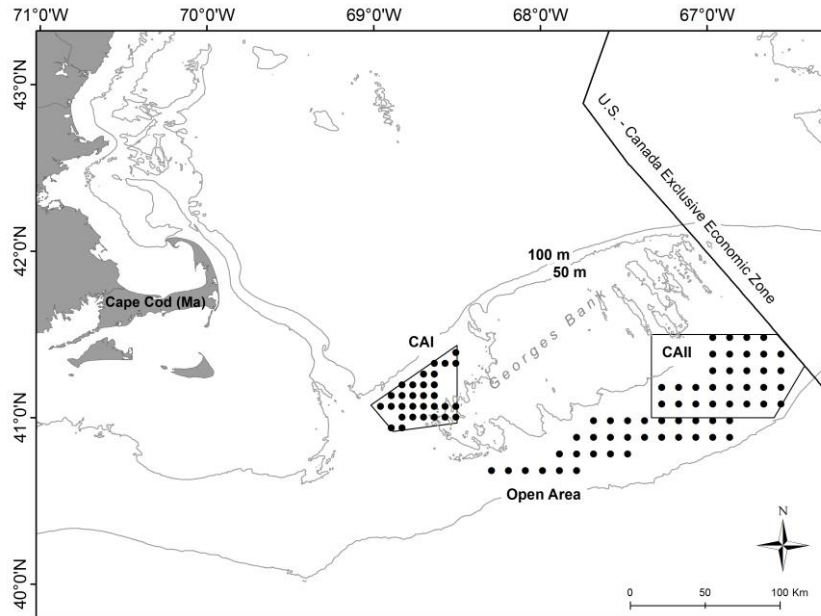 71°0'W 70°0'W 69°0'W 68°0'W 67°0'W
43°0'N
U.S. - Canada Exclusive Economic Zone
42°0'N
100 m
50 m
Cape Cod (Ma)
Georges Bank
CAI
CAII
41°0'N
Open Area
N
40°0'N
0 50 100 Km